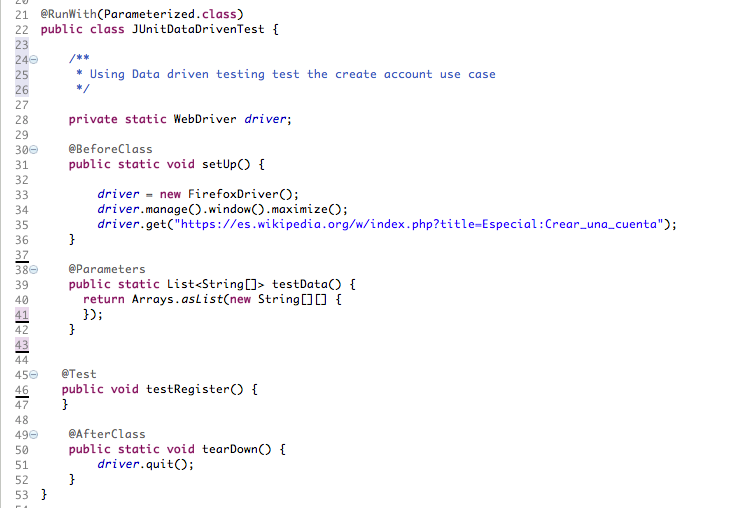 21 @RunWith(Parameterized.class)
22 public class JUnitDataDrivenTest {
23
24 /**
25 * Using Data driven testing test the create account use case
26 */
27
28 private static WebDriver driver;
29
30 @BeforeClass
31 public static void setUp() {
32
33 driver = new FirefoxDriver();
34 driver.manage().window().maximize();
35 driver.get("https://es.wikipedia.org/w/index.php?title=Especial:Crear_una_cuenta");
36 }
37
38 @Parameters
39 public static List<String[]> testData() {
40 return Arrays.asList(new String[][] {
41 });
42 }
43
44
45 @Test
46 public void testRegister() {
47 }
48
49 @AfterClass
50 public static void tearDown() {
51 driver.quit();
52 }
53 }